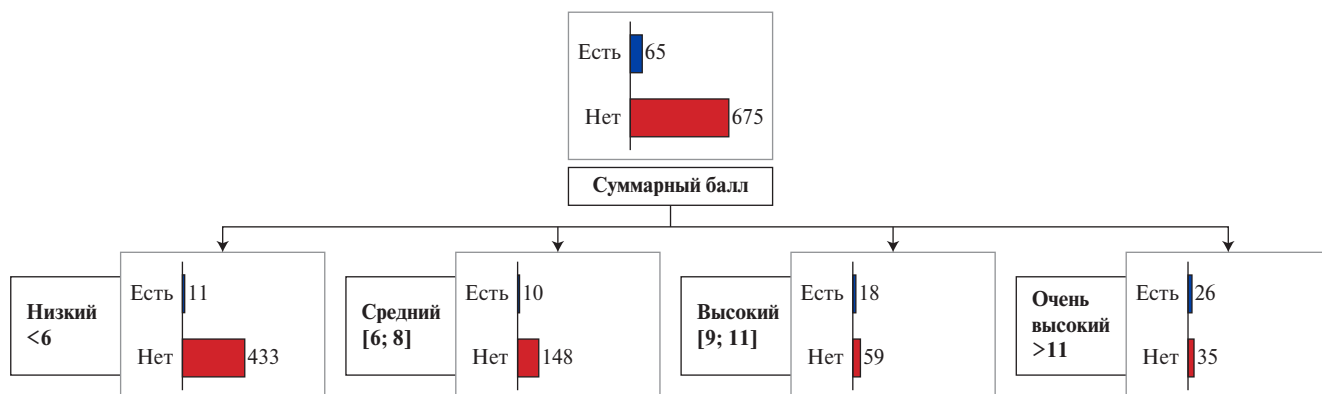 Есть 65
Нет 675
Суммарный балл
Низкий
<6
Есть 11
Нет 433
Средний
[6; 8]
Есть 10
Нет 148
Высокий
[9; 11]
Есть 18
Нет 59
Очень
высокий
>11
Есть 26
Нет 35